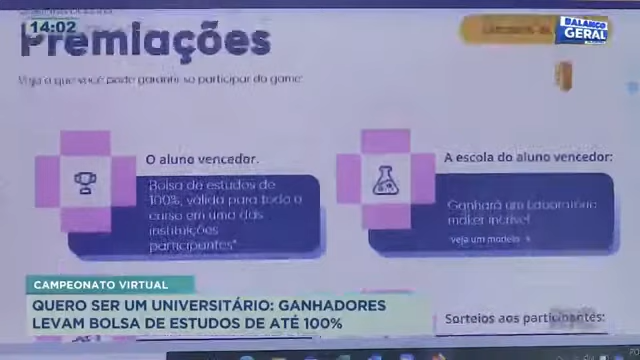 14:02
BALANÇO
GERAL
Premiações
Veja o que você pode garantir se participar do game:
O aluno vencedor.
Bolsa de estudos de
100%, válida para todo o
curso em uma das
instituições
participantes*
A escola do aluno vencedor:
Ganhará um Laboratório
maker incrível
veja um modelo
CAMPEONATO VIRTUAL
QUERO SER UM UNIVERSITÁRIO: GANHADORES
LEVAM BOLSA DE ESTUDOS DE ATÉ 100%
Sorteios aos participantes: